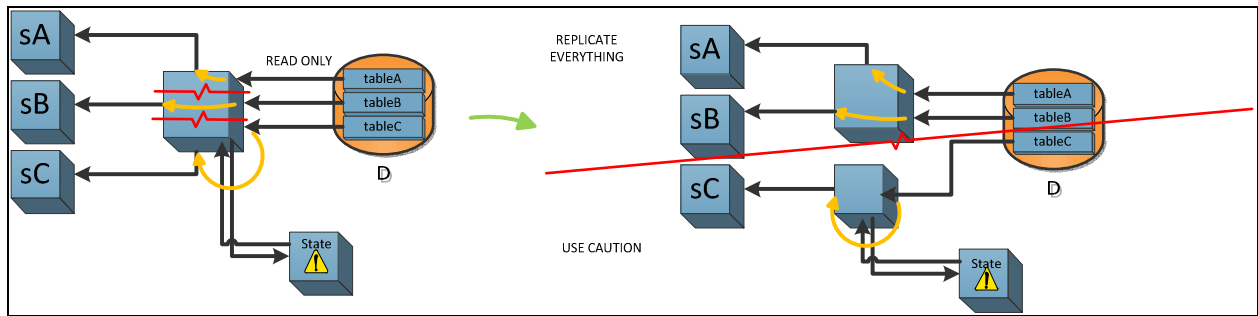 sA
sB
sC
READ ONLY
tableA
tableB
tableC
D
State
REPLICATE
EVERYTHING
USE CAUTION
sA
sB
sC
tableA
tableB
tableC
D
State